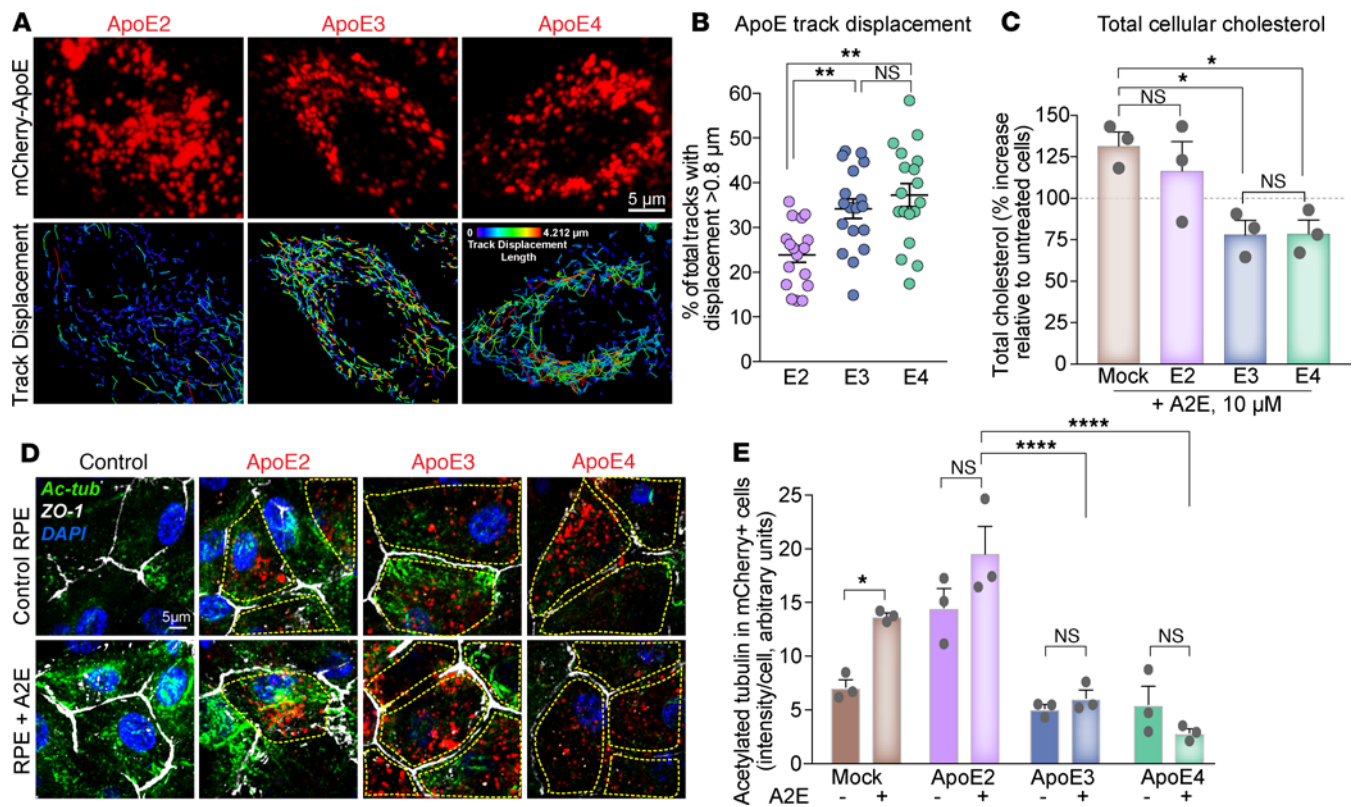 A
ApoE2
ApoE3
ApoE4
mCherry-ApoE
5 µm
Track Displacement
0
4.212 µm
Track Displacement
Length
B
ApoE track displacement
**
**
NS
% of total tracks with
displacement >0.8 µm
60
50
40
30
20
10
0
E2
E3
E4
C
Total cellular cholesterol
*
*
NS
NS
Total cholesterol (% increase
relative to untreated cells)
150
125
100
75
50
25
0
Mock
E2
E3
E4
+ A2E, 10 µM
D
Control
ApoE2
ApoE3
ApoE4
Control RPE
Ac-tub
ZO-1
DAPI
5µm
RPE + A2E
E
****
****
NS
*
NS
NS
Acetylated tubulin in mCherry+ cells
(intensity/cell, arbitrary units)
25
20
15
10
5
0
Mock
ApoE2
ApoE3
ApoE4
A2E
-
+
-
+
-
+
-
+